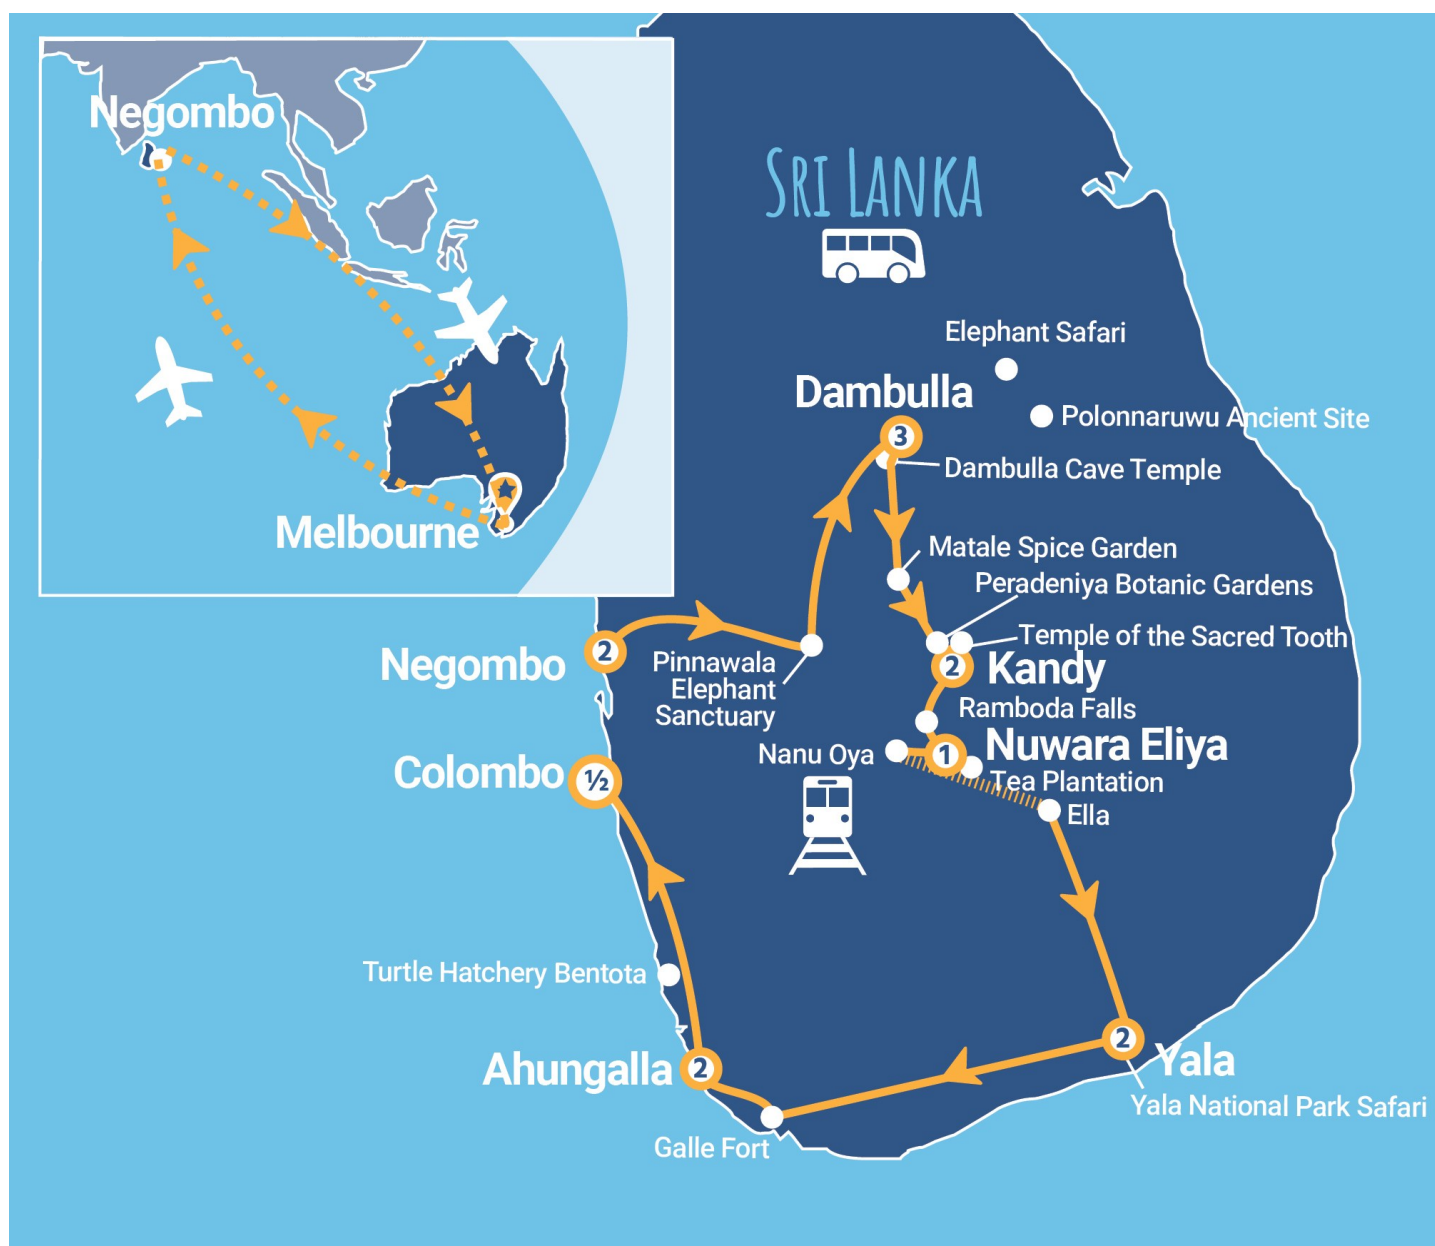 Negombo
Melbourne
SRI LANKA
Elephant Safari
Dambulla
3
Polonnaruwu Ancient Site
Dambulla Cave Temple
Matale Spice Garden
Peradeniya Botanic Gardens
Temple of the Sacred Tooth
Negombo
2
Pinnawala
Elephant
Sanctuary
2
Kandy
Ramboda Falls
Nanu Oya
1
Nuwara Eliya
Tea Plantation
Ella
Colombo
½
Turtle Hatchery Bentota
Ahungalla
2
2
Yala
Yala National Park Safari
Galle Fort